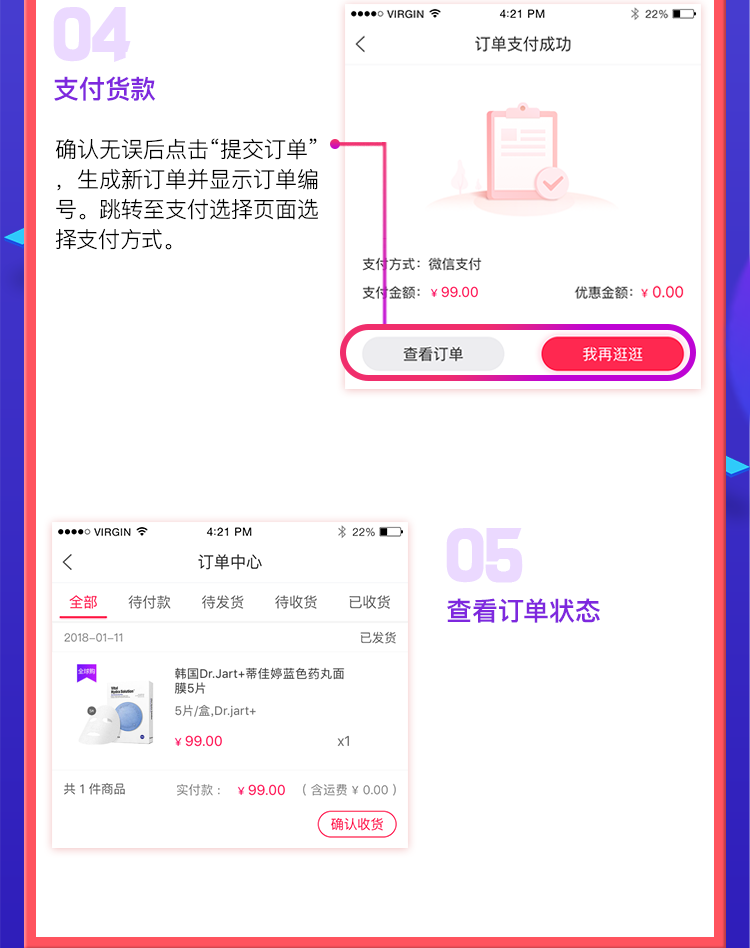 04
支付货款
确认无误后点击“提交订单”
，生成新订单并显示订单编
号。跳转至支付选择页面选
择支付方式。
VIRGIN 4:21 PM 22%
订单支付成功
支付方式：微信支付
支付金额：¥ 99.00 优惠金额：¥ 0.00
查看订单 我再逛逛
VIRGIN 4:21 PM 22%
订单中心
全部 待付款 待发货 待收货 已收货
2018-01-11 已发货
全球购
韩国Dr.Jart+蒂佳婷蓝色药丸面
膜5片
5片/盒,Dr.jart+
¥ 99.00 x1
共 1 件商品 实付款： ¥ 99.00 ( 含运费 ¥ 0.00 )
确认收货
05
查看订单状态